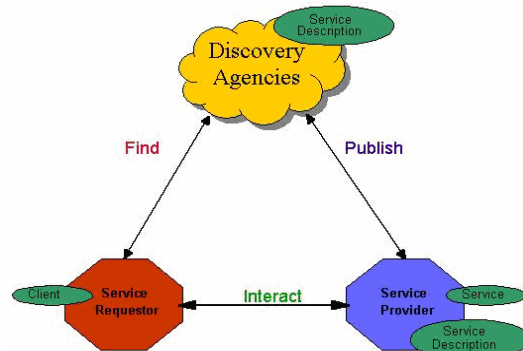 Service
Description
Discovery
Agencies
Find
Publish
Client
Service
Requestor
Interact
Service
Provider
Service
Service
Description